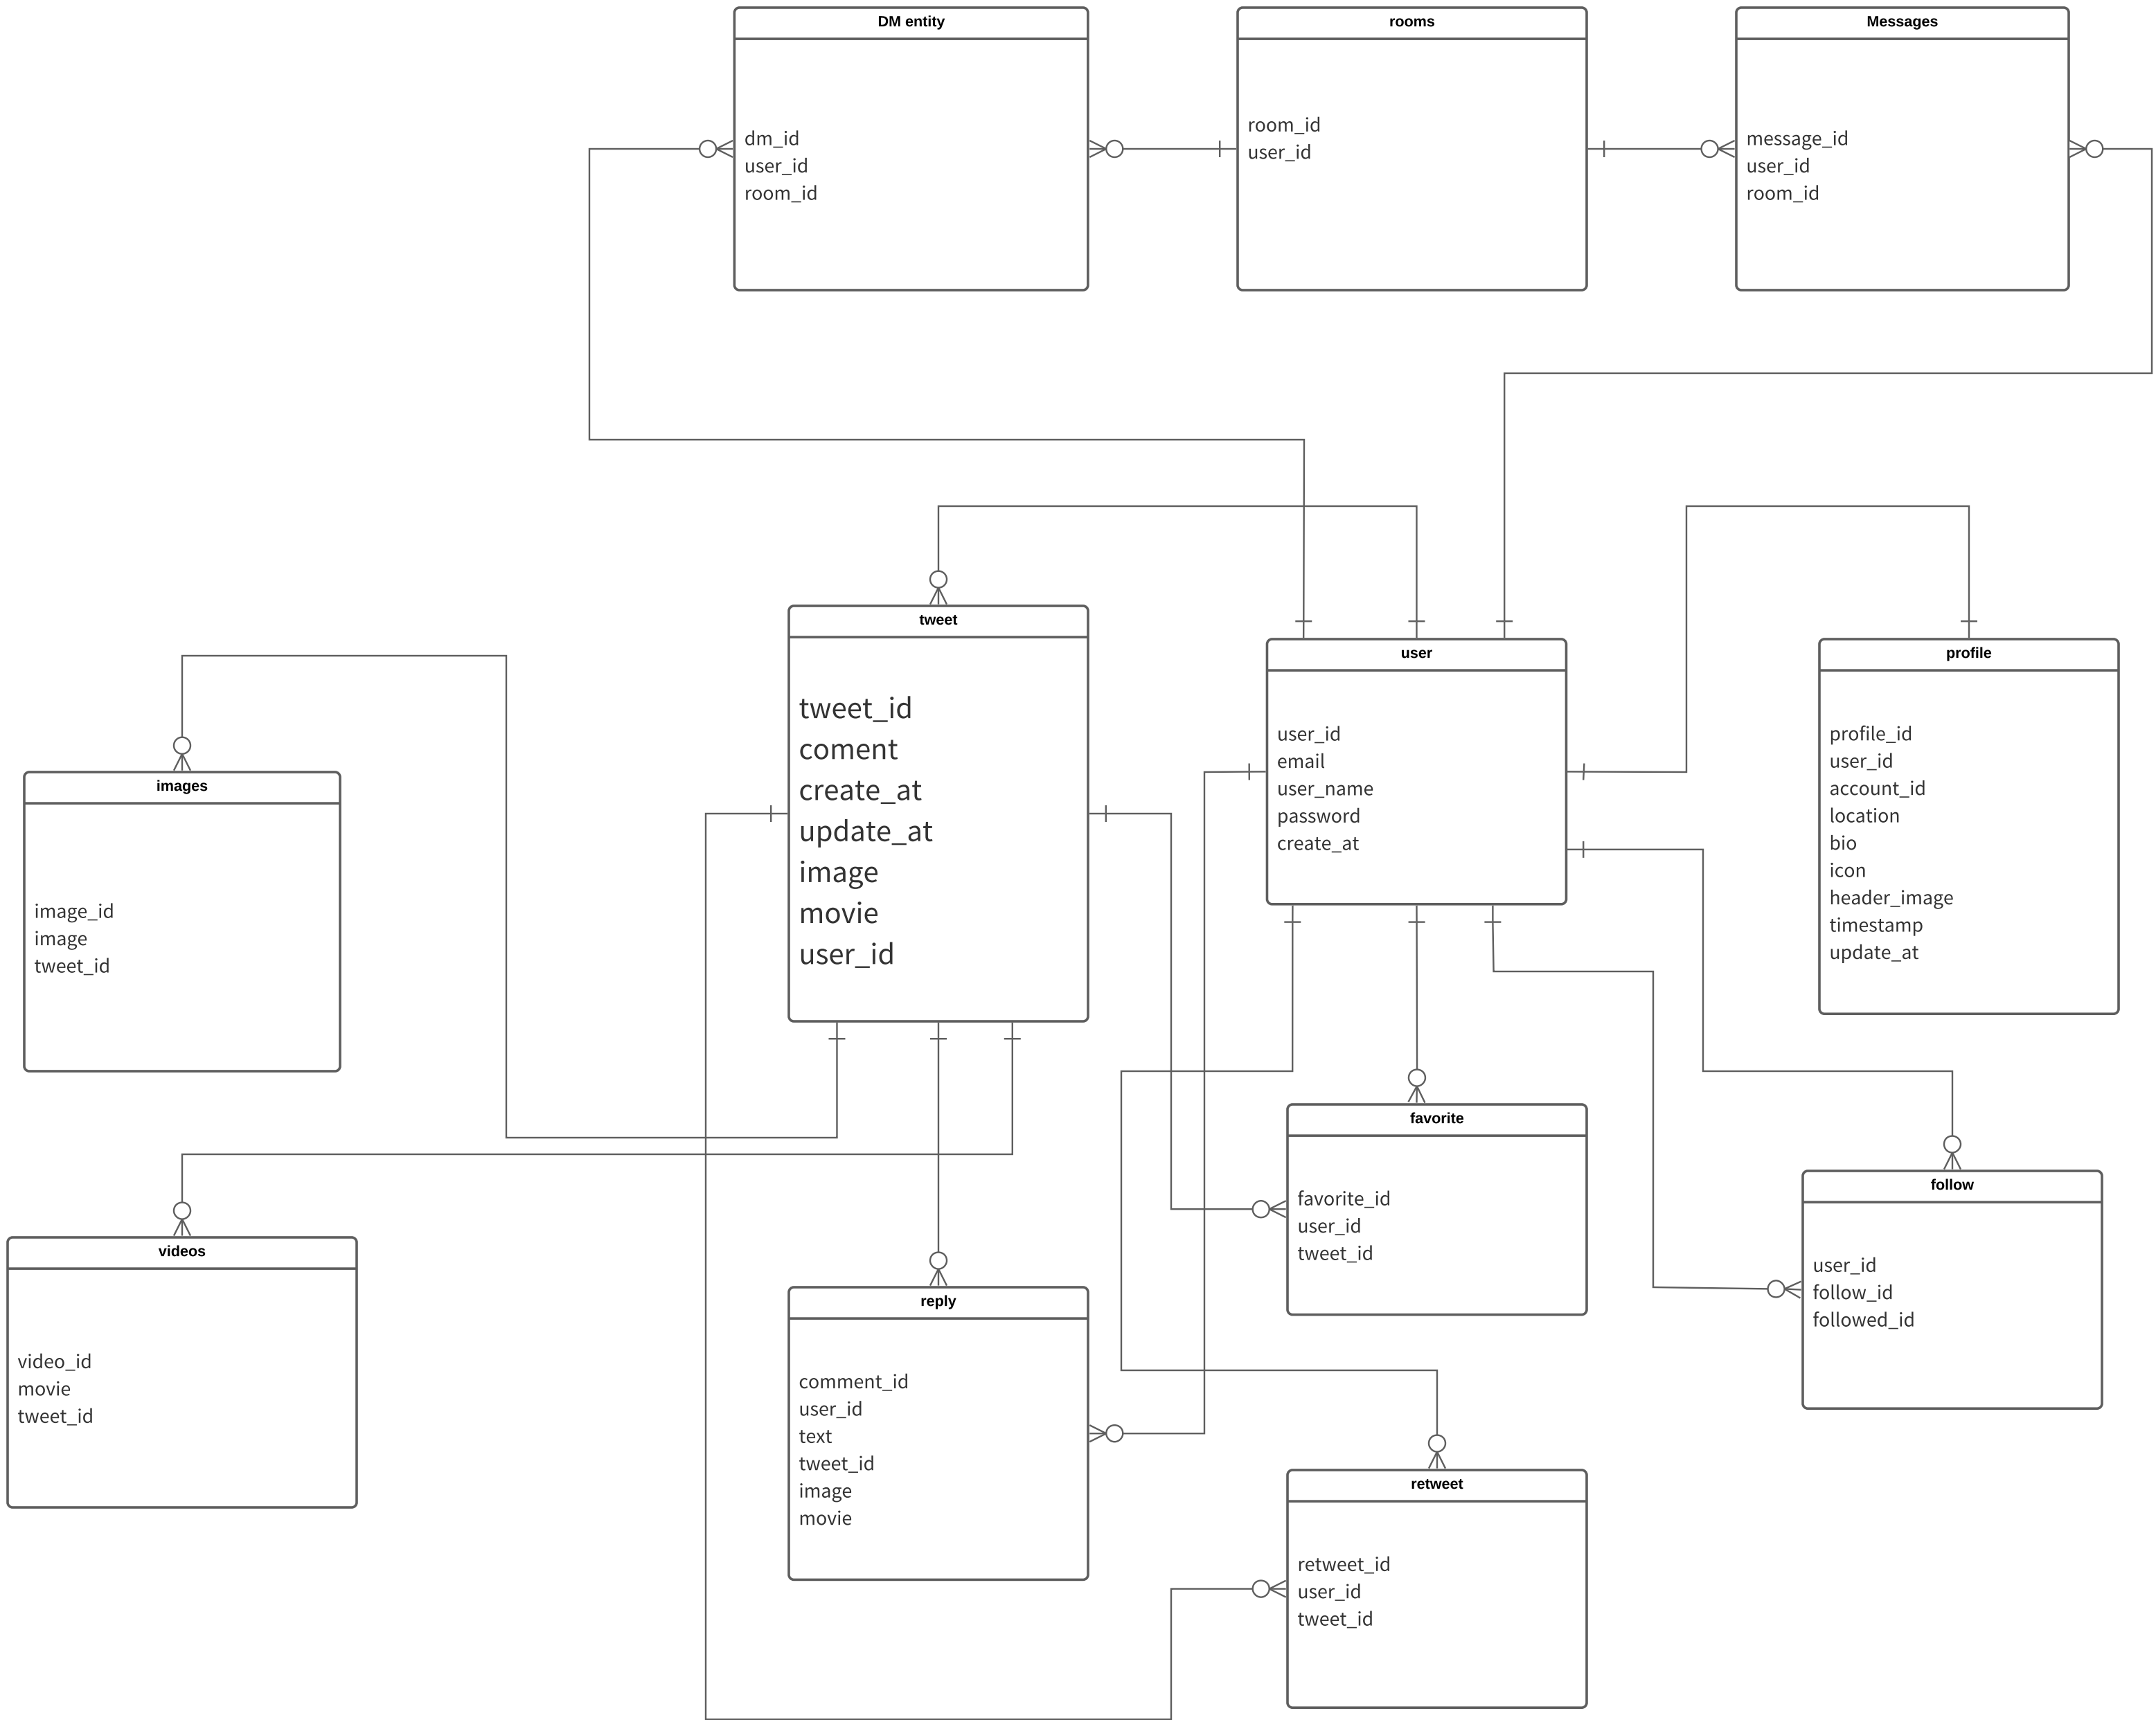 DM entity
dm_id
user_id
room_id
rooms
room_id
user_id
Messages
message_id
user_id
room_id
tweet
tweet_id
coment
create_at
update_at
image
movie
user_id
user
user_id
email
user_name
password
create_at
profile
profile_id
user_id
account_id
location
bio
icon
header_image
timestamp
update_at
images
image_id
image
tweet_id
favorite
favorite_id
user_id
tweet_id
follow
user_id
follow_id
followed_id
videos
video_id
movie
tweet_id
reply
comment_id
user_id
text
tweet_id
image
movie
retweet
retweet_id
user_id
tweet_id